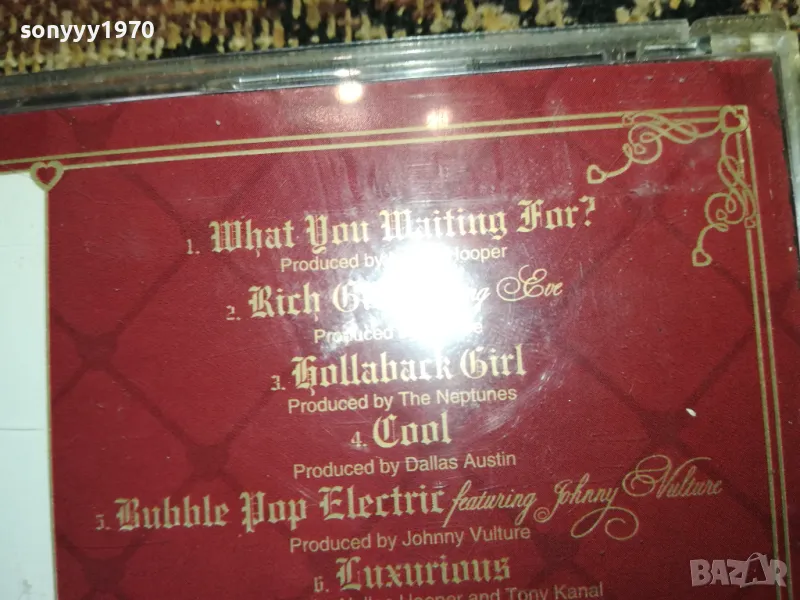 sonyyy1970
1. What You Waiting For?
Produced by Hooper
2. Rich Eve
Produced
3. Hollaback Girl
Produced by The Neptunes
4. Cool
Produced by Dallas Austin
5. Bubble Pop Electric featuring Johnny Vulture
Produced by Johnny Vulture
6. Luxurious
Hooper and Tony Kanal
BAZAR